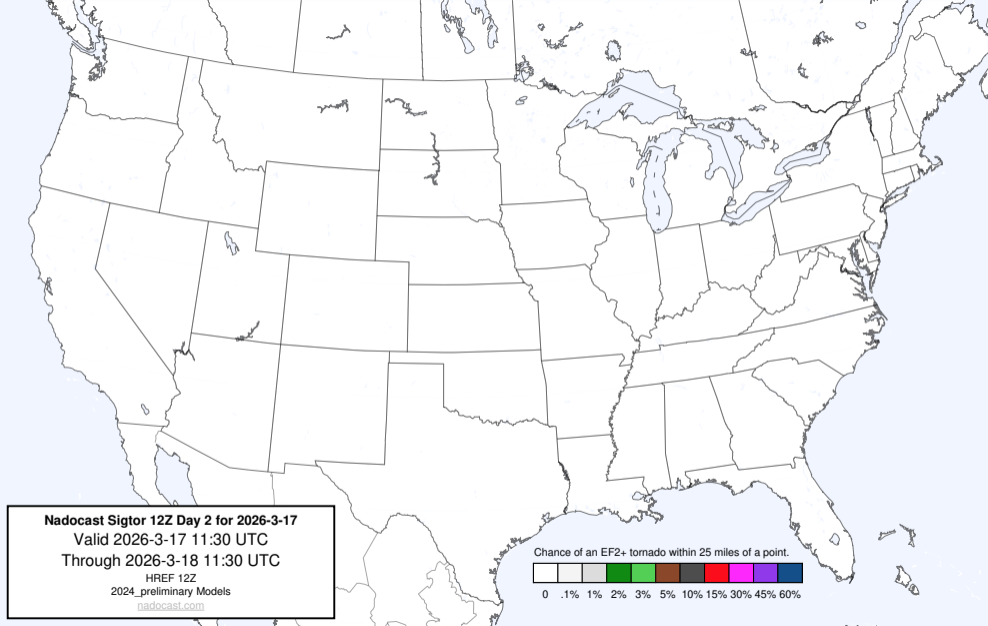 Nadocast Sigtor 12Z Day 2 for 2026-3-17
Valid 2026-3-17 11:30 UTC
Through 2026-3-18 11:30 UTC
HREF 12Z
2024_preliminary Models
nadocast.com
Chance of an EF2+ tornado within 25 miles of a point.
0 .1% 1% 2% 3% 5% 10% 15% 30% 45% 60%